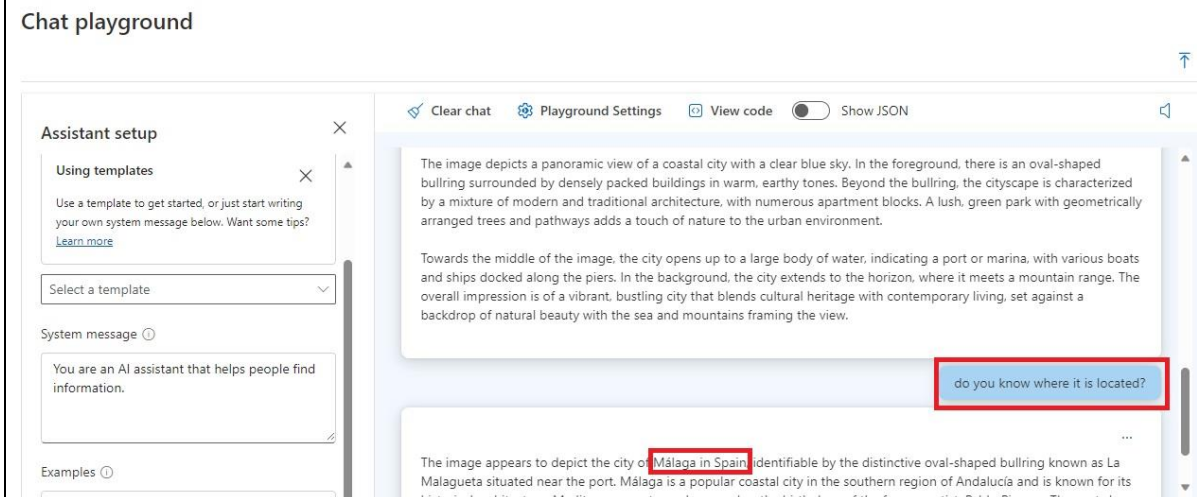 Chat playground
Clear chat
Playground Settings
View code
Show JSON
Assistant setup
Using templates
Use a template to get started, or just start writing
your own system message below. Want some tips?
Learn more
Select a template
System message
You are an AI assistant that helps people find
information.
Examples
The image depicts a panoramic view of a coastal city with a clear blue sky. In the foreground, there is an oval-shaped
bullring surrounded by densely packed buildings in warm, earthy tones. Beyond the bullring, the cityscape is characterized
by a mixture of modern and traditional architecture, with numerous apartment blocks. A lush, green park with geometrically
arranged trees and pathways adds a touch of nature to the urban environment.
Towards the middle of the image, the city opens up to a large body of water, indicating a port or marina, with various boats
and ships docked along the piers. In the background, the city extends to the horizon, where it meets a mountain range. The
overall impression is of a vibrant, bustling city that blends cultural heritage with contemporary living, set against a
backdrop of natural beauty with the sea and mountains framing the view.
do you know where it is located?
...
The image appears to depict the city of Málaga in Spain, identifiable by the distinctive oval-shaped bullring known as La
Malagueta situated near the port. Málaga is a popular coastal city in the southern region of Andalucía and is known for its